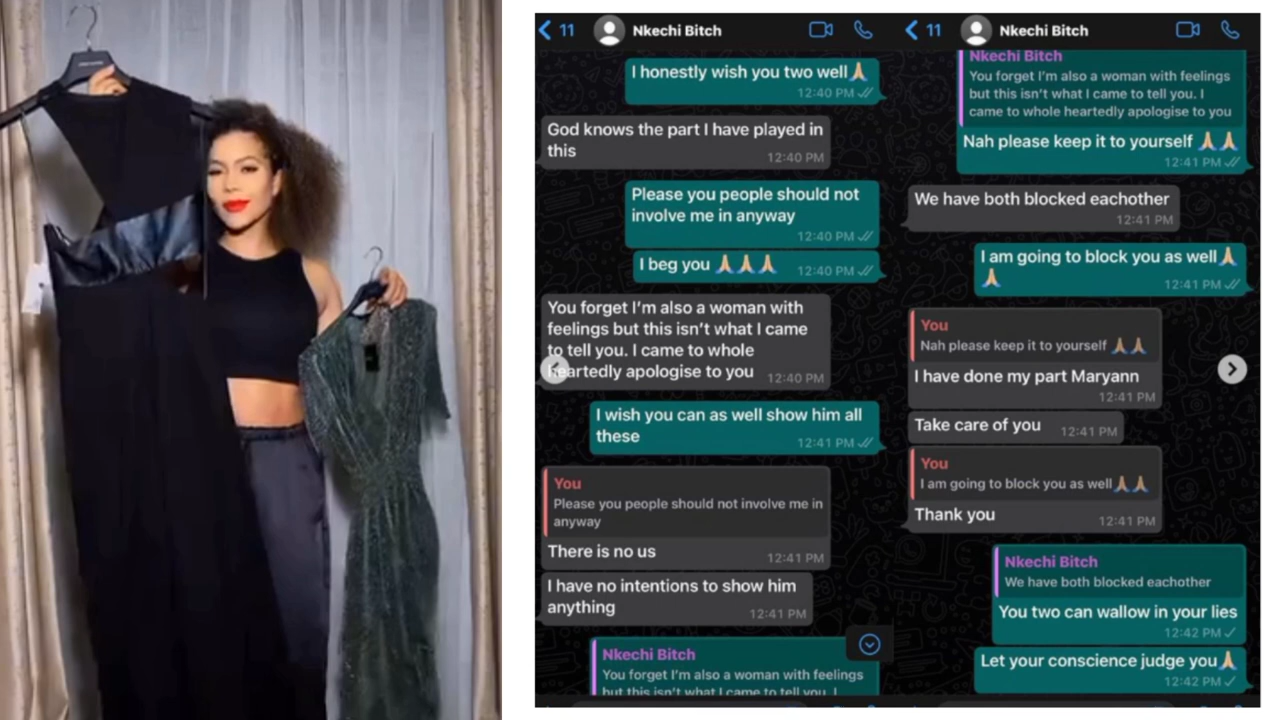 11
Nkechi Bitch
I honestly wish you two well🙏🏼
12:40 PM
God knows the part I have played in
this
12:40 PM
Please you people should not
involve me in anyway
12:40 PM
I beg you 🙏🏼🙏🏼🙏🏼
12:40 PM
You forget I'm also a woman with
feelings but this isn't what I came
to tell you. I came to whole
heartedly apologise to you
12:40 PM
I wish you can as well show him all
these
12:41 PM
You
Please you people should not involve me in
anyway
There is no us
12:41 PM
I have no intentions to show him
anything
12:41 PM
Nkechi Bitch
You forget I'm also a woman with feelings
but this isn't what I came to tell you. I
11
Nkechi Bitch
Nkechi Bitch
You forget I'm also a woman with feelings
but this isn't what I came to tell you. I
came to whole heartedly apologise to you
Nah please keep it to yourself 🙏🏼🙏🏼
12:41 PM
We have both blocked eachother
12:41 PM
I am going to block you as well🙏🏼
🙏🏼
12:41 PM
You
Nah please keep it to yourself 🙏🏼🙏🏼
I have done my part Maryann
12:41 PM
Take care of you
12:41 PM
You
I am going to block you as well🙏🏼🙏🏼
Thank you
12:41 PM
Nkechi Bitch
We have both blocked eachother
You two can wallow in your lies
12:42 PM
Let your conscience judge you🙏🏼
12:42 PM